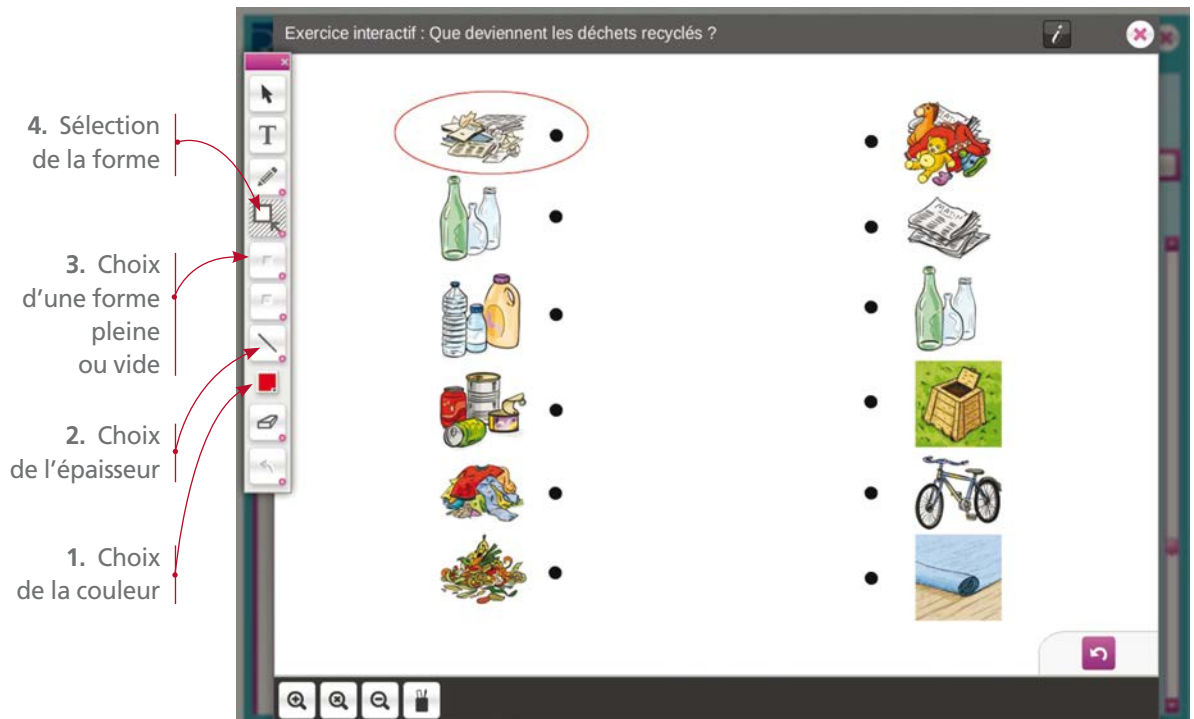 Exercice interactif : Que deviennent les déchets recyclés ?
4. Sélection
de la forme
3. Choix
d'une forme
pleine
ou vide
2. Choix
de l'épaisseur
1. Choix
de la couleur
T
i
MATIN